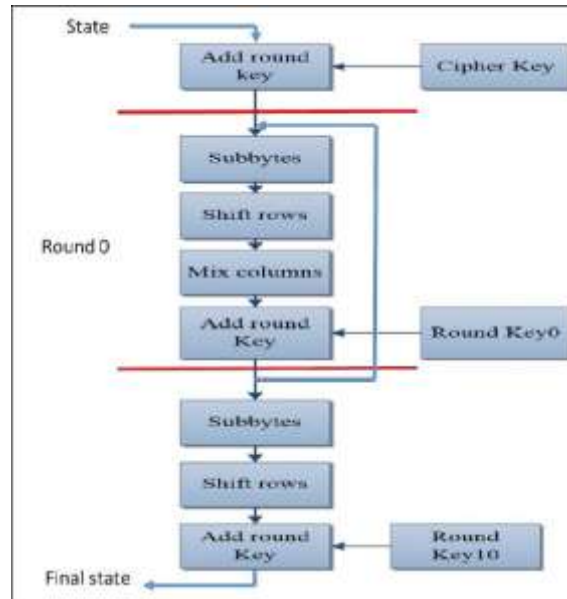 State
Add round
key
Cipher Key
Subbytes
Shift rows
Round 0
Mix columns
Add round
Key
Round Key0
Subbytes
Shift rows
Add round
Key
Round
Key10
Final state